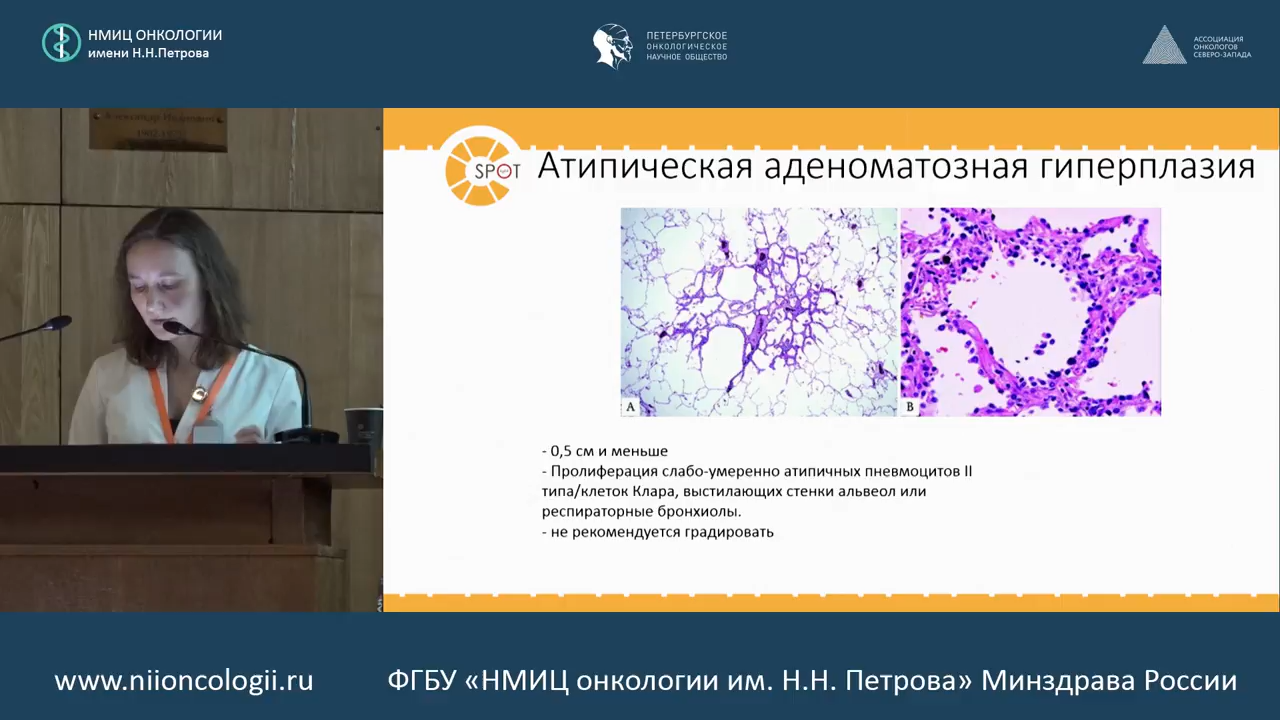 НМИЦ ОНКОЛОГИИ
имени Н.Н.Петрова
ПЕТЕРБУРГСКОЕ
ОНКОЛОГИЧЕСКОЕ
НАУЧНОЕ ОБЩЕСТВО
АССОЦИАЦИЯ
ОНКОЛОГОВ
СЕВЕРО-ЗАПАДА
SPOT
Атипическая аденоматозная гиперплазия
A
B
- 0,5 см и меньше
- Пролиферация слабо-умеренно атипичных пневмоцитов II
типа/клеток Клара, выстилающих стенки альвеол или
респираторные бронхиолы.
- не рекомендуется градировать
www.niioncologii.ru
ФГБУ «НМИЦ онкологии им. Н.Н. Петрова» Минздрава России